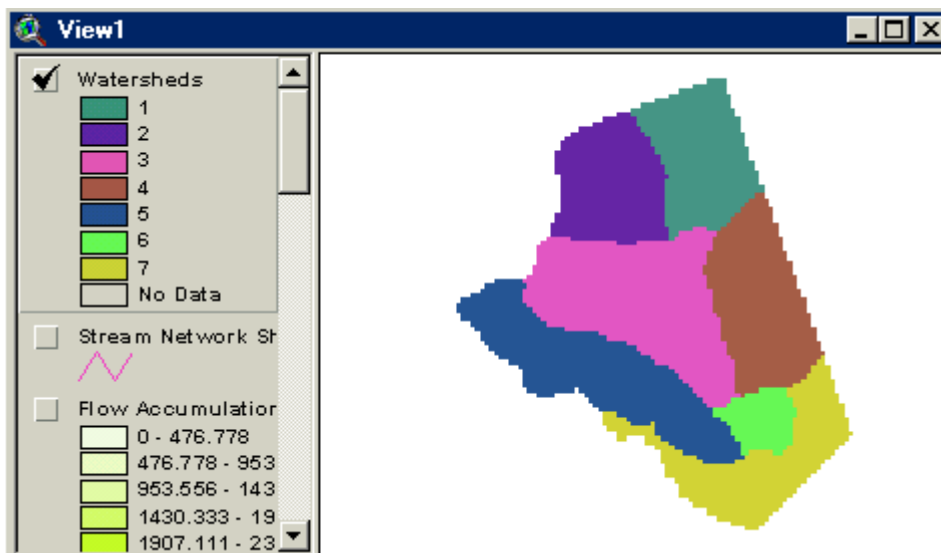 View1
Watersheds
1
2
3
4
5
6
7
No Data
Stream Network Sh
Flow Accumulation
0 - 476.778
476.778 - 953
953.556 - 143
1430.333 - 19
1907.111 - 23